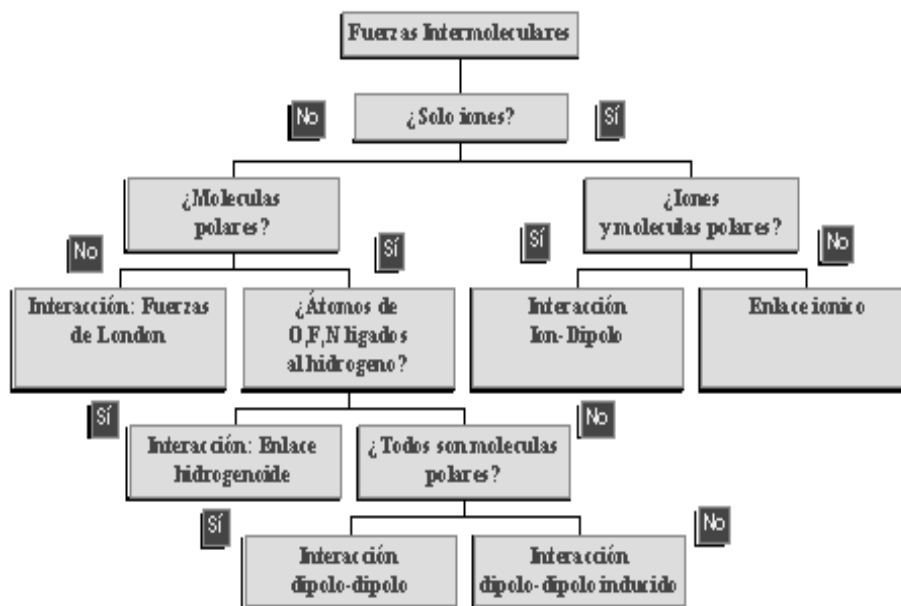 Fuerzas Intermoleculares
No
¿Solo iones?
Sí
¿Moleculas
polares?
¿Iones
y moleculas polares?
No
Sí
Sí
No
Interacción: Fuerzas
de London
¿Átomos de
O,F,N ligados
al hidrogeno?
Interacción
Ion- Dipolo
Enlace ionico
Sí
No
Interacción: Enlace
hidrogenoide
¿Todos son moleculas
polares?
Sí
No
Interacción
dipolo-dipolo
Interacción
dipolo-dipolo inducido